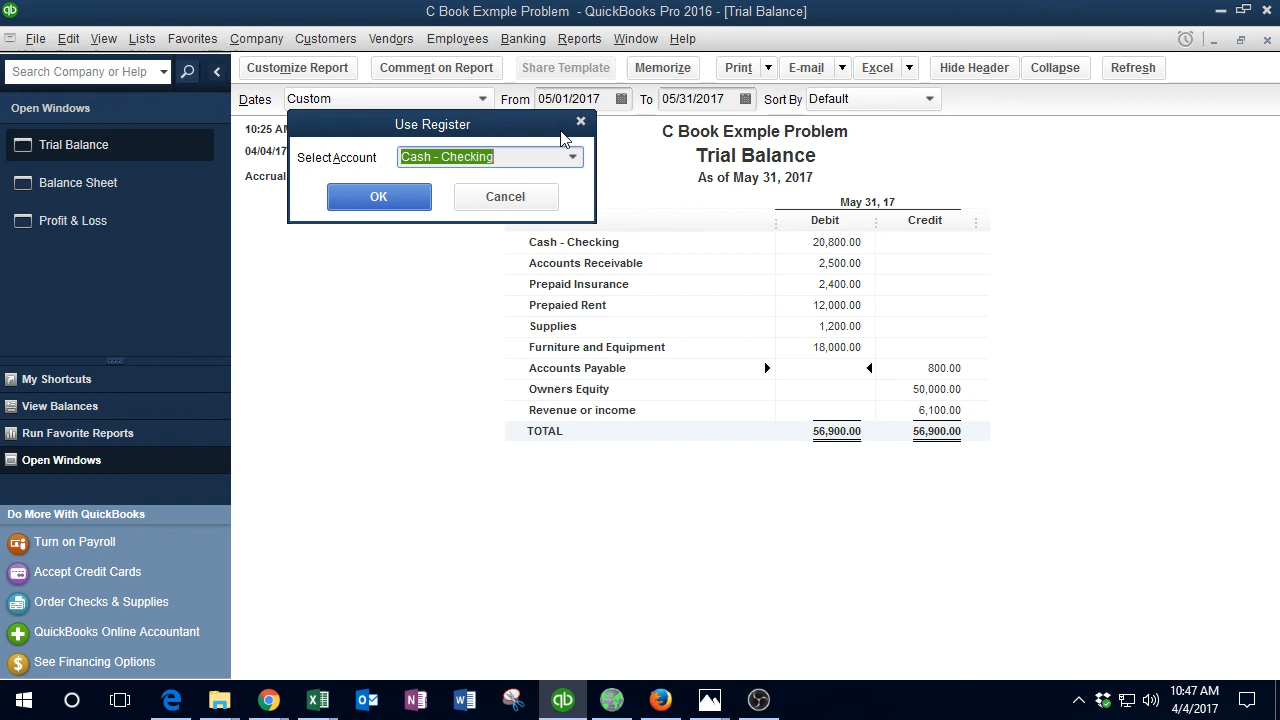 C Book Exmple Problem - QuickBooks Pro 2016 - [Trial Balance]
File Edit View Lists Favorites Company Customers Vendors Employees Banking Reports Window Help
Search Company or Help
Customize Report Comment on Report Share Template Memorize Print E-mail Excel Hide Header Collapse Refresh
Dates Custom From 05/01/2017 To 05/31/2017 Sort By Default
Open Windows
Trial Balance
Balance Sheet
Profit & Loss
My Shortcuts
View Balances
Run Favorite Reports
Open Windows
Do More With QuickBooks
Turn on Payroll
Accept Credit Cards
Order Checks & Supplies
QuickBooks Online Accountant
See Financing Options
10:25 AM
04/04/17
Accrual
Use Register
Select Account Cash - Checking
OK Cancel
C Book Exmple Problem
Trial Balance
As of May 31, 2017
May 31, 17
Debit Credit
Cash - Checking 20,800.00
Accounts Receivable 2,500.00
Prepaid Insurance 2,400.00
Prepaied Rent 12,000.00
Supplies 1,200.00
Furniture and Equipment 18,000.00
Accounts Payable 800.00
Owners Equity 50,000.00
Revenue or income 6,100.00
TOTAL 56,900.00 56,900.00
10:47 AM
4/4/2017